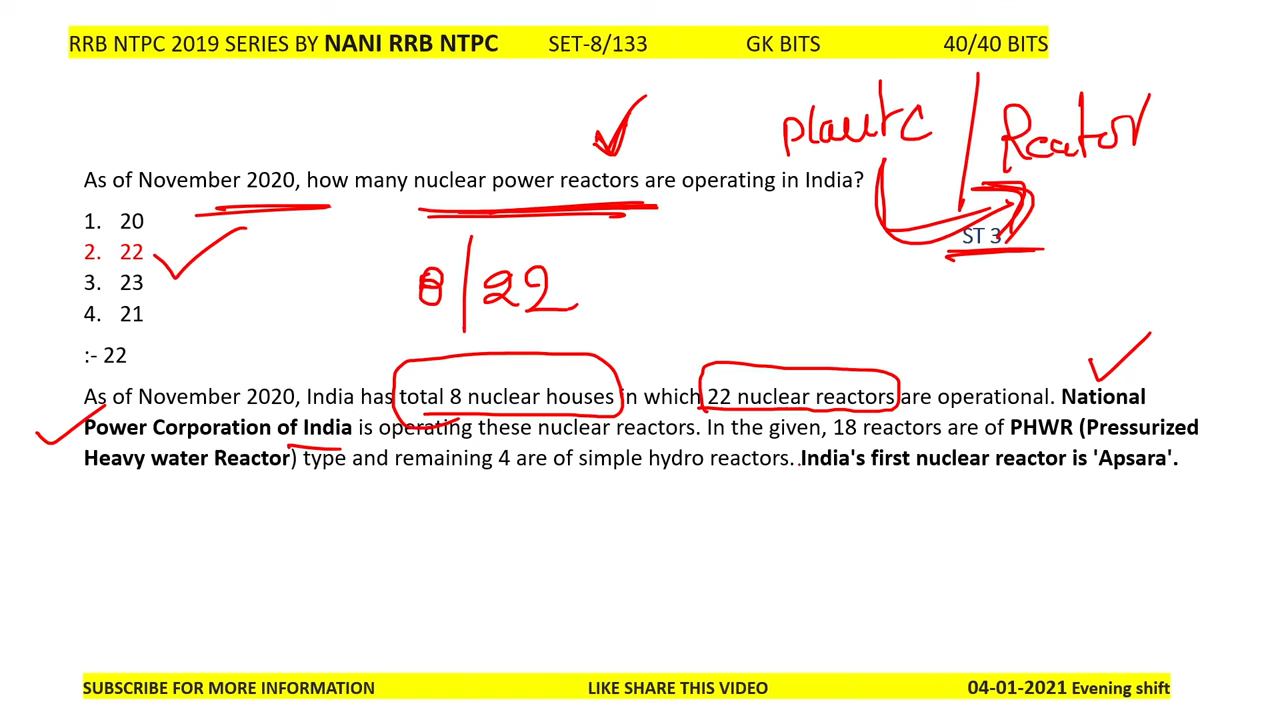 RRB NTPC 2019 SERIES BY NANI RRB NTPC SET-8/133 GK BITS 40/40 BITS
Reator
As of November 2020, how many nuclear power reactors are operating in India?
1. 20
ST 3
2. 22
3. 23
8 | 22
4. 21
:- 22
As of November 2020, India has total 8 nuclear houses in which 22 nuclear reactors are operational. National
Power Corporation of India is operating these nuclear reactors. In the given, 18 reactors are of PHWR (Pressurized
Heavy water Reactor) type and remaining 4 are of simple hydro reactors. India's first nuclear reactor is 'Apsara'.
SUBSCRIBE FOR MORE INFORMATION LIKE SHARE THIS VIDEO 04-01-2021 Evening shift